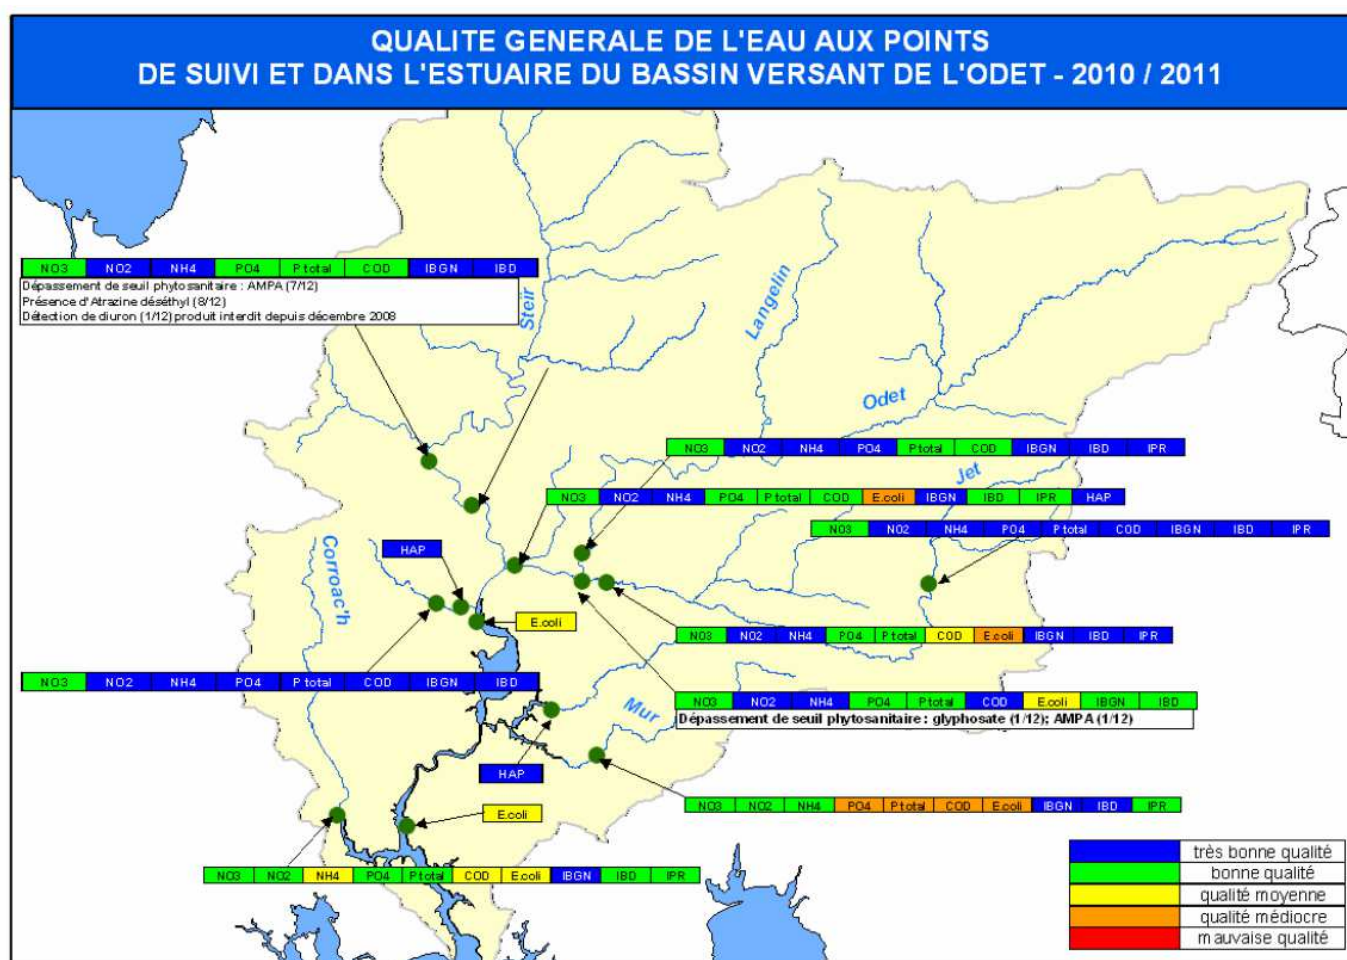 QUALITE GENERALE DE L'EAU AUX POINTS
DE SUIVI ET DANS L'ESTUAIRE DU BASSIN VERSANT DE L'ODET - 2010 / 2011
NO3 NO2 NH4 PO4 P total COD IBGN IBD
Dépassement de seuil phytosanitaire : AMPA (7/12)
Présence d'Atrazine déséthyl (8/12)
Détection de diuron (1/12) produit interdit depuis décembre 2008
Steïr
Langelin
Odet
NO3 NO2 NH4 PO4 P total COD IBGN IBD IPR
Jet
NO3 NO2 NH4 PO4 P total COD E.coli IBGN IBD IPR HAP
NO3 NO2 NH4 PO4 P total COD IBGN IBD IPR
Corroac'h
HAP
E.coli
NO3 NO2 NH4 PO4 P total COD E.coli IBGN IBD IPR
NO3 NO2 NH4 PO4 P total COD IBGN IBD
Mur
NO3 NO2 NH4 PO4 P total COD E.coli IBGN IBD
Dépassement de seuil phytosanitaire : glyphosate (1/12); AMPA (1/12)
HAP
NO3 NO2 NH4 PO4 P total COD E.coli IBGN IBD IPR
E.coli
NO3 NO2 NH4 PO4 P total COD E.coli IBGN IBD IPR
très bonne qualité
bonne qualité
qualité moyenne
qualité médiocre
mauvaise qualité